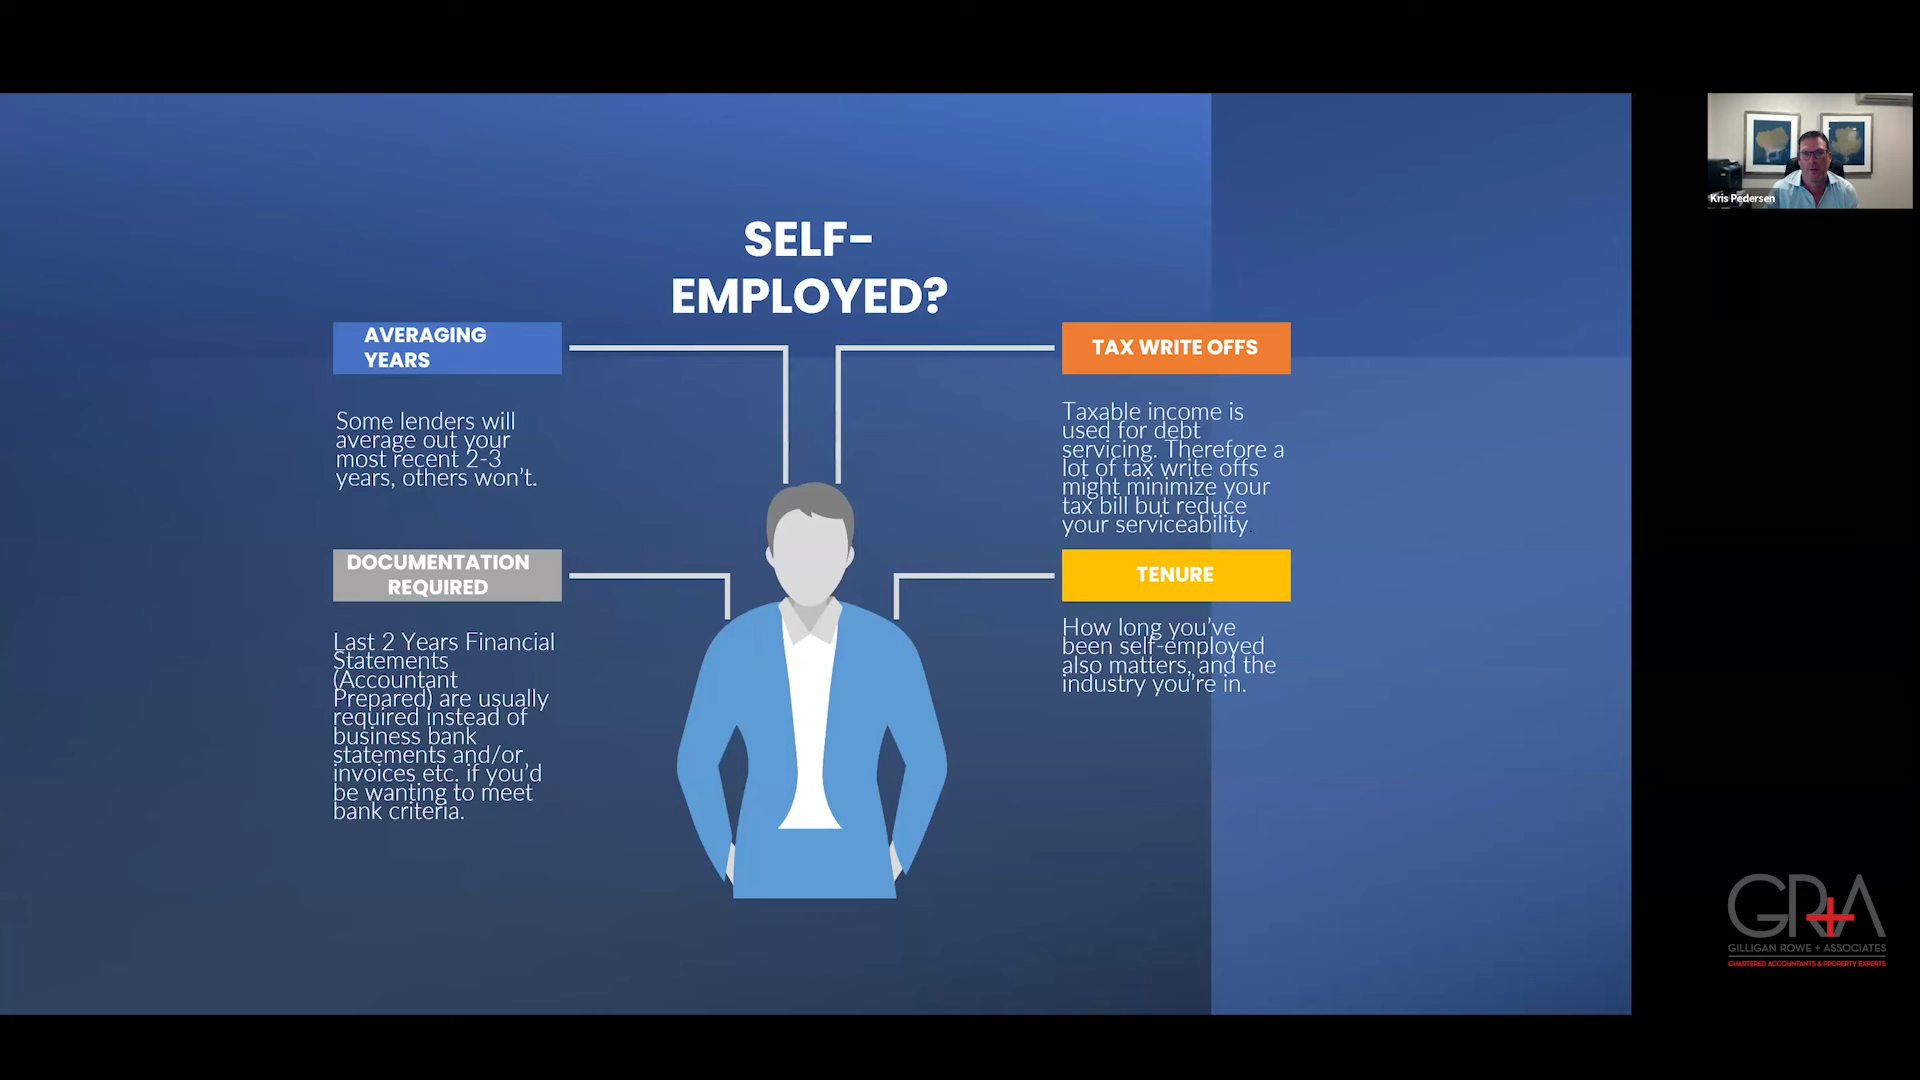 SELF-
EMPLOYED?
AVERAGING
YEARS
Some lenders will
average out your
most recent 2-3
years, others won't.
TAX WRITE OFFS
Taxable income is
used for debt
servicing. Therefore a
lot of tax write offs
might minimize your
tax bill but reduce
your serviceability.
DOCUMENTATION
REQUIRED
Last 2 Years Financial
Statements
(Accountant
Prepared) are usually
required instead of
business bank
statements and/or
invoices etc. if you'd
be wanting to meet
bank criteria.
TENURE
How long you've
been self-employed
also matters, and the
industry you're in.
Kris Pedersen
GR+A
GILLIGAN ROWE + ASSOCIATES
CHARTERED ACCOUNTANTS & PROPERTY EXPERTS